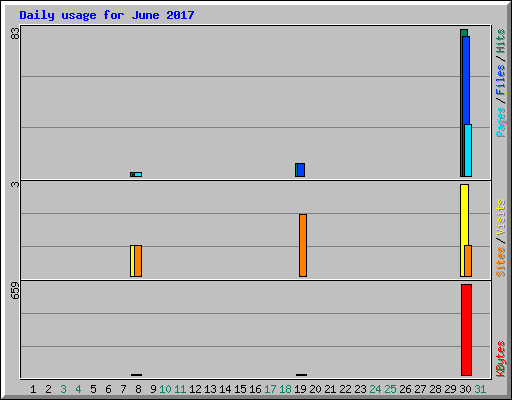 Daily usage for June 2017
83
Pages/Files/Hits
3
Sites/Visits
659
KBytes
1 2 3 4 5 6 7 8 9 10 11 12 13 14 15 16 17 18 19 20 21 22 23 24 25 26 27 28 29 30 31